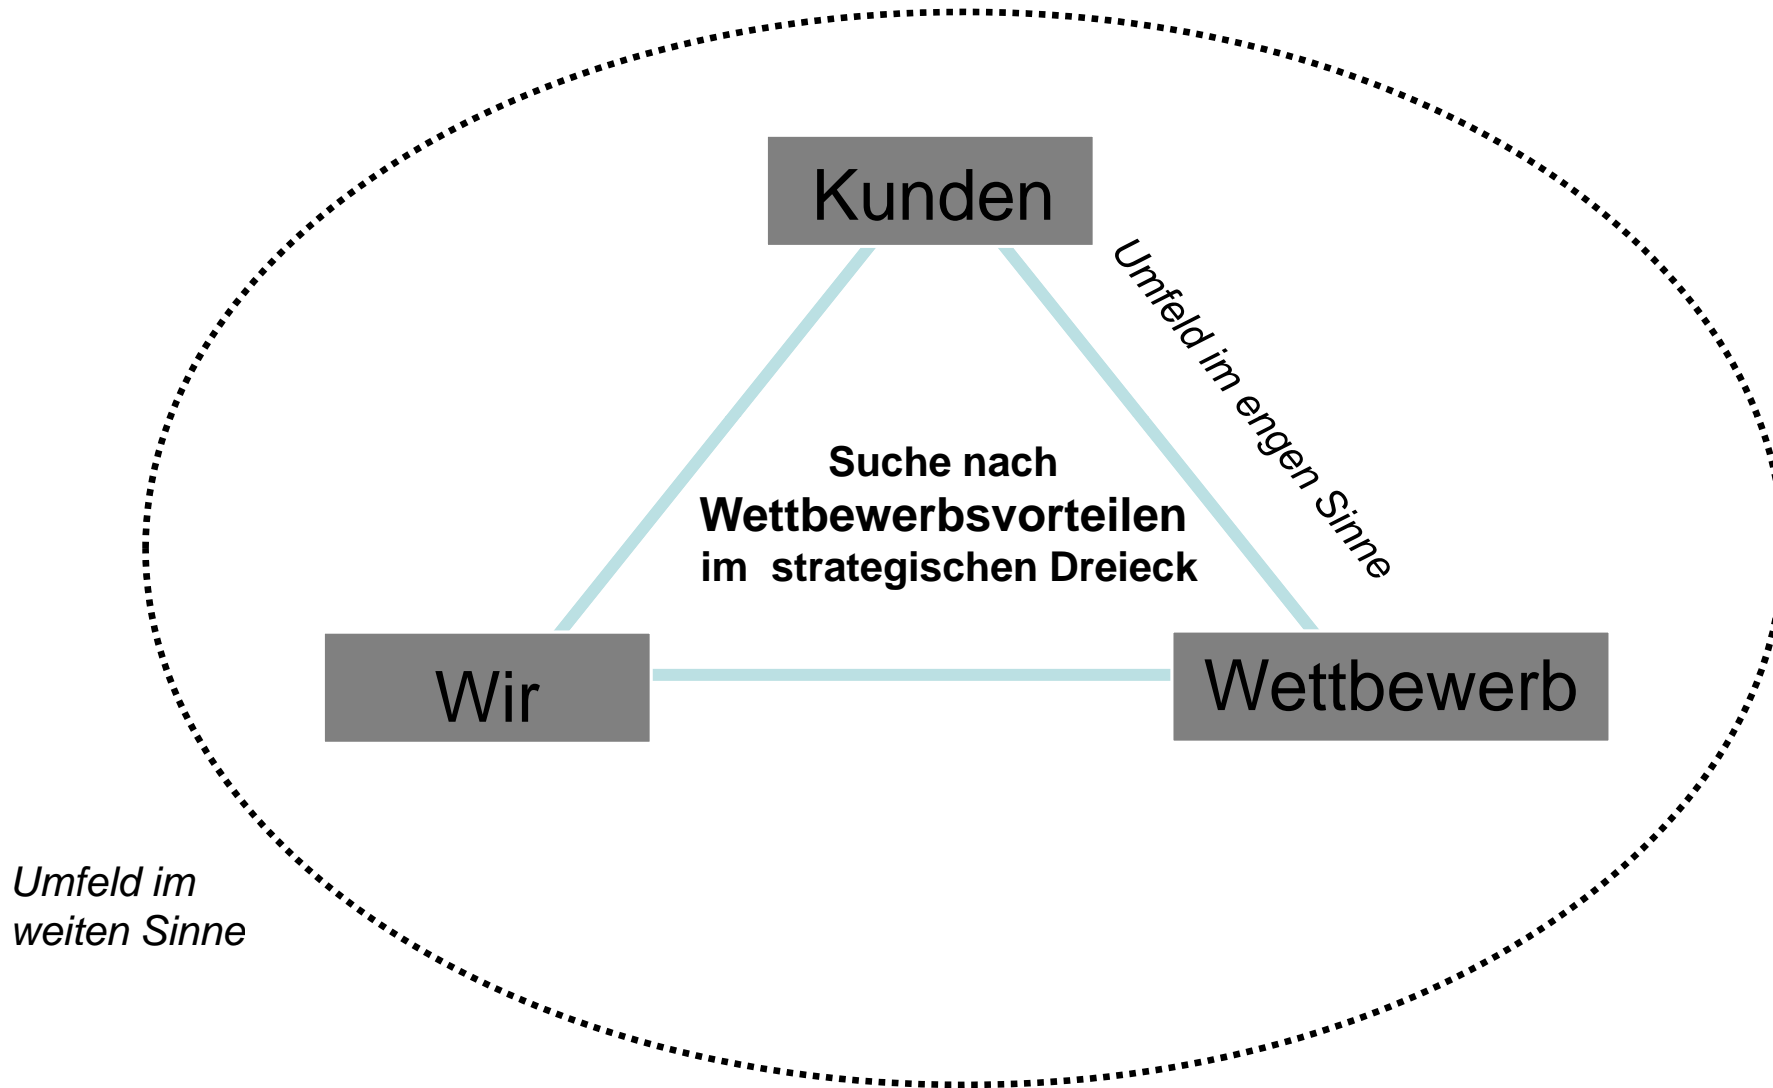 Kunden
Umfeld im engen Sinne
Suche nach
Wettbewerbsvorteilen
im  strategischen Dreieck
Wir
Wettbewerb
Umfeld im
weiten Sinne